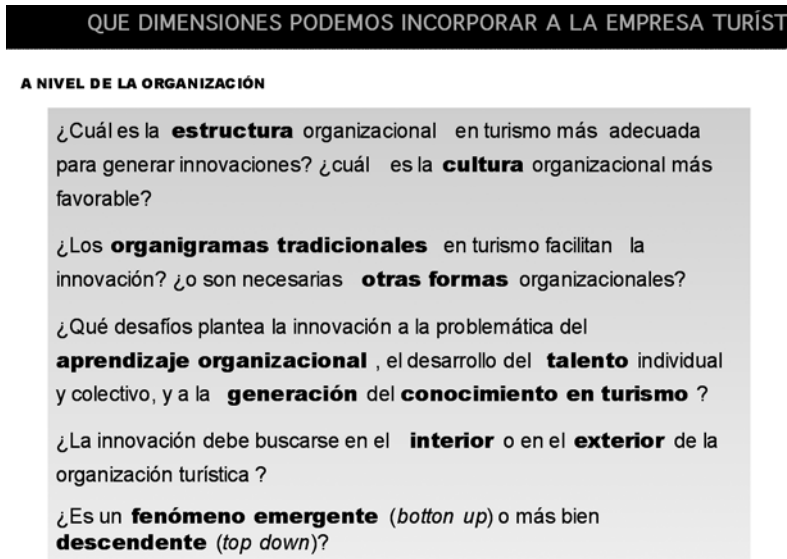 QUE DIMENSIONES PODEMOS INCORPORAR A LA EMPRESA TURÍST
A NIVEL DE LA ORGANIZACIÓN
¿Cuál es la estructura organizacional en turismo más adecuada
para generar innovaciones? ¿cuál es la cultura organizacional más
favorable?
¿Los organigramas tradicionales en turismo facilitan la
innovación? ¿o son necesarias otras formas organizacionales?
¿Qué desafíos plantea la innovación a la problemática del
aprendizaje organizacional , el desarrollo del talento individual
y colectivo, y a la generación del conocimiento en turismo ?
¿La innovación debe buscarse en el interior o en el exterior de la
organización turística ?
¿Es un fenómeno emergente (botton up) o más bien
descendente (top down)?